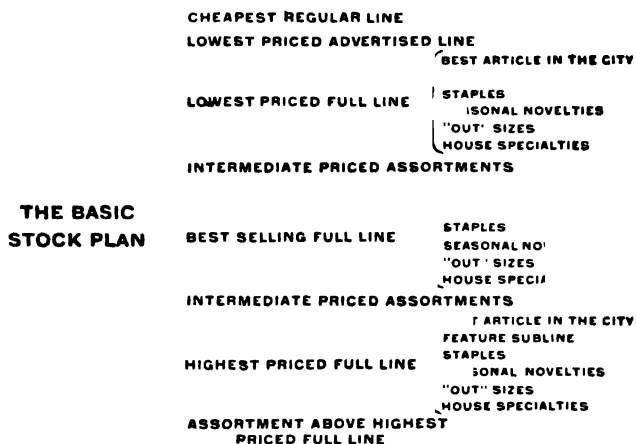 CHEAPEST REGULAR LINE
LOWEST PRICED ADVERTISED LINE
BEST ARTICLE IN THE CITY
LOWEST PRICED FULL LINE
STAPLES
NOVELTIES
"OUT" SIZES
HOUSE SPECIALTIES
INTERMEDIATE PRICED ASSORTMENTS
THE BASIC
STOCK PLAN
BEST SELLING FULL LINE
STAPLES
SEASONAL
"OUT" SIZES
HOUSE
INTERMEDIATE PRICED ASSORTMENTS
ARTICLE IN THE CITY
FEATURE SUBLINE
HIGHEST PRICED FULL LINE
STAPLES
NOVELTIES
"OUT" SIZES
HOUSE SPECIALTIES
ASSORTMENT ABOVE HIGHEST
PRICED FULL LINE